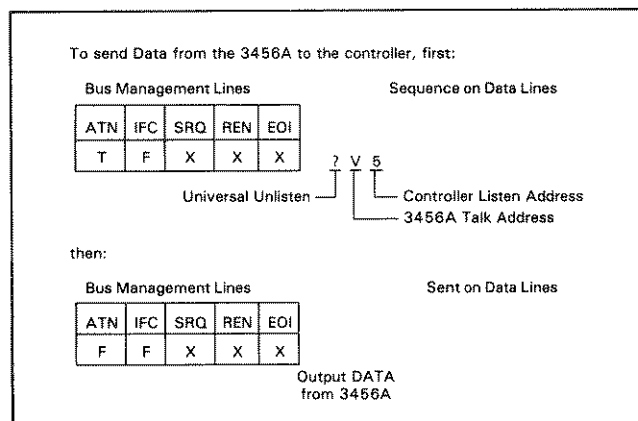 To send Data from the 3456A to the controller, first:
Bus Management Lines Sequence on Data Lines
ATN IFC SRQ REN EOI
T F X X X
? V 5
Universal Unlisten Controller Listen Address
3456A Talk Address
then:
Bus Management Lines Sent on Data Lines
ATN IFC SRQ REN EOI
F F X X X
Output DATA
from 3456A